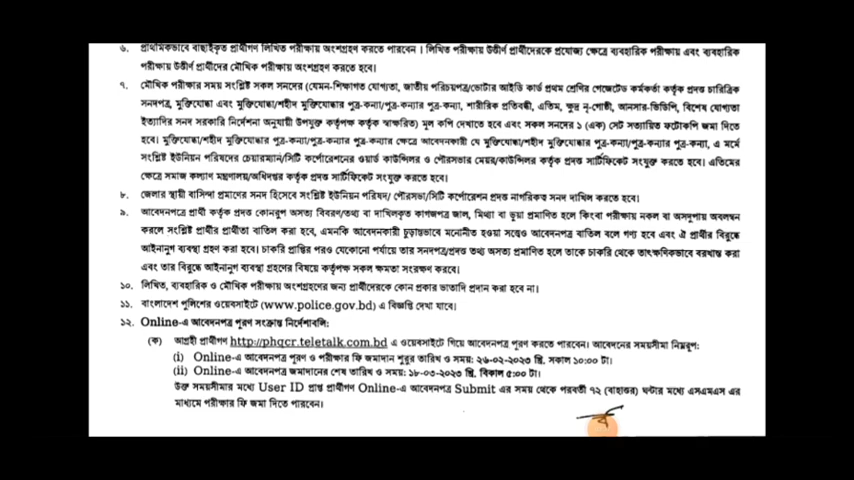 ৬. প্রাথমিকভাবে বাছাইকৃত প্রার্থীগণ লিখিত পরীক্ষায় অংশগ্রহণ করতে পারবেন । লিখিত পরীক্ষায় উত্তীর্ণ প্রার্থীদেরকে প্রযোজ্য ক্ষেত্রে ব্যবহারিক পরীক্ষায় এবং ব্যবহারিক
পরীক্ষায় উত্তীর্ণ প্রার্থীদের মৌখিক পরীক্ষায় অংশগ্রহণ করতে হবে।
৭. মৌখিক পরীক্ষার সময় সংশ্লিষ্ট সকল সনদের (যেমন-শিক্ষাগত যোগ্যতা, জাতীয় পরিচয়পত্র/ভোটার আইডি কার্ড প্রথম শ্রেণির গেজেটেড কর্মকর্তা কর্তৃক প্রদত্ত চারিত্রিক
সনদপত্র, মুক্তিযোদ্ধা এবং মুক্তিযোদ্ধা/শহীদ মুক্তিযোদ্ধার পুত্র-কন্যা/পুত্র-কন্যার পুত্র-কন্যা, শারীরিক প্রতিবন্ধী, এতিম, ক্ষুদ্র নৃ-গোষ্ঠী, আনসার-ভিডিপি, বিশেষ যোগ্যতা
ইত্যাদির সনদ সরকারি নির্দেশনা অনুযায়ী উপযুক্ত কর্তৃপক্ষ কর্তৃক স্বাক্ষরিত) মূল কপি দেখাতে হবে এবং সকল সনদের ১ (এক) সেট সত্যায়িত ফটোকপি জমা দিতে
হবে। মুক্তিযোদ্ধা/শহীদ মুক্তিযোদ্ধার পুত্র-কন্যা/পুত্র-কন্যার পুত্র-কন্যার ক্ষেত্রে আবেদনকারী যে মুক্তিযোদ্ধা/শহীদ মুক্তিযোদ্ধার পুত্র-কন্যা/পুত্র-কন্যার পুত্র-কন্যা, এ মর্মে
সংশ্লিষ্ট ইউনিয়ন পরিষদের চেয়ারম্যান/সিটি কর্পোরেশনের ওয়ার্ড কাউন্সিলর ও পৌরসভার মেয়র/কাউন্সিলর কর্তৃক প্রদত্ত সার্টিফিকেট সংযুক্ত করতে হবে। এতিমের
ক্ষেত্রে সমাজ কল্যাণ মন্ত্রণালয়/অধিদপ্তর কর্তৃক সার্টিফিকেট সংযুক্ত করতে হবে।
৮. জেলার স্থায়ী বাসিন্দা প্রমাণের সনদ হিসেবে সংশ্লিষ্ট ইউনিয়ন পরিষদ/ পৌরসভা/সিটি কর্পোরেশন প্রদত্ত নাগরিকত্ব সনদ দাখিল করতে হবে।
৯. আবেদনপত্রে প্রার্থী কর্তৃক প্রদত্ত কোনরূপ অসত্য বিবরণ/তথ্য বা দাখিলকৃত কাগজপত্র জাল, মিথ্যা বা ভুয়া প্রমাণিত হলে কিংবা পরীক্ষায় নকল বা অসদুপায় অবলম্বন
করলে সংশ্লিষ্ট প্রার্থীর প্রার্থীতা বাতিল করা হবে, এমনকি আবেদনকারী চূড়ান্তভাবে মনোনীত হওয়া সত্ত্বেও আবেদনপত্র বাতিল বলে গণ্য হবে এবং ঐ প্রার্থীর বিরুদ্ধে
আইনানুগ ব্যবস্থা গ্রহণ করা হবে। চাকরি প্রাপ্তির পরও যেকোনো পর্যায়ে তার সনদপত্র/প্রদত্ত তথ্য অসত্য প্রমাণিত হলে তাকে চাকরি থেকে তাৎক্ষণিকভাবে বরখাস্ত করা
এবং তার বিরুদ্ধে আইনানুগ ব্যবস্থা গ্রহণের বিষয়ে কর্তৃপক্ষ সকল ক্ষমতা সংরক্ষণ করবে।
১০. লিখিত, ব্যবহারিক ও মৌখিক পরীক্ষায় অংশগ্রহণের জন্য প্রার্থীদেরকে কোন প্রকার ভাতাদি প্রদান করা হবে না।
১১. বাংলাদেশ পুলিশের ওয়েবসাইটে (www.police.gov.bd) এ বিজ্ঞপ্তি দেখা যাবে।
১২. Online-এ আবেদনপত্র পূরণ সংক্রান্ত নির্দেশাবলি:
(ক) আগ্রহী প্রার্থীগণ http://phqcr.teletalk.com.bd এ ওয়েবসাইটে গিয়ে আবেদনপত্র পূরণ করতে পারবেন। আবেদনের সময়সীমা নিম্নরূপ:
(i) Online-এ আবেদনপত্র পূরণ ও পরীক্ষার ফি জমাদান শুরুর তারিখ ও সময়: ২৬-০২-২০২৩ খ্রি. সকাল ১০:০০ টা।
(ii) Online-এ আবেদনপত্র জমাদানের শেষ তারিখ ও সময়: ১৮-০৩-২০২৩ খ্রি. বিকাল ৫:০০ টা।
উক্ত সময়সীমার মধ্যে User ID প্রাপ্ত প্রার্থীগণ Online-এ আবেদনপত্র Submit এর সময় থেকে পরবর্তী ৭২ (বাহাত্তর) ঘন্টার মধ্যে এসএমএস এর
মাধ্যমে পরীক্ষার ফি জমা দিতে পারবেন।